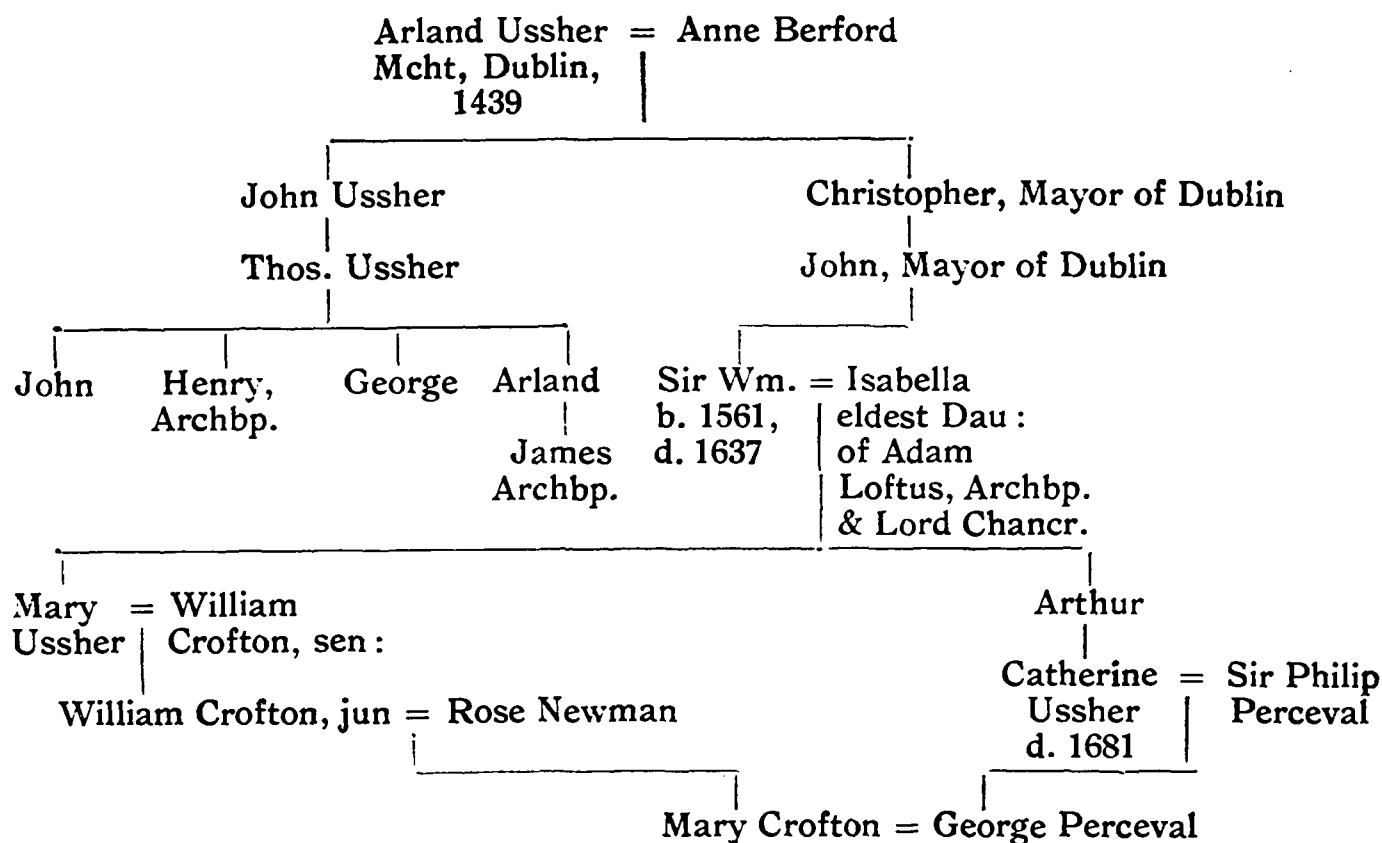 Arland Ussher = Anne Berford
Mcht, Dublin,
1439
John Ussher
Christopher, Mayor of Dublin
Thos. Ussher
John, Mayor of Dublin
John
Henry,
Archbp.
George
Arland
James
Archbp.
Sir Wm. = Isabella
b. 1561,
d. 1637
eldest Dau :
of Adam
Loftus, Archbp.
& Lord Chancr.
Mary = William
Ussher
Crofton, sen :
Arthur
Catherine = Sir Philip
Ussher
Perceval
d. 1681
William Crofton, jun = Rose Newman
Mary Crofton = George Perceval